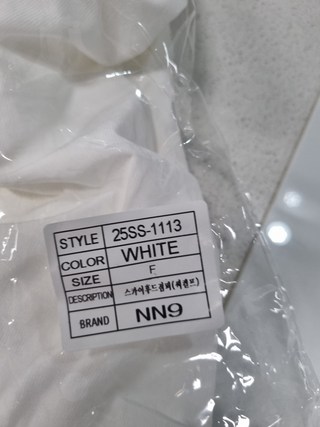 STYLE 25SS-1113
COLOR WHITE
SIZE F
DESCRIPTION
BRAND NN9